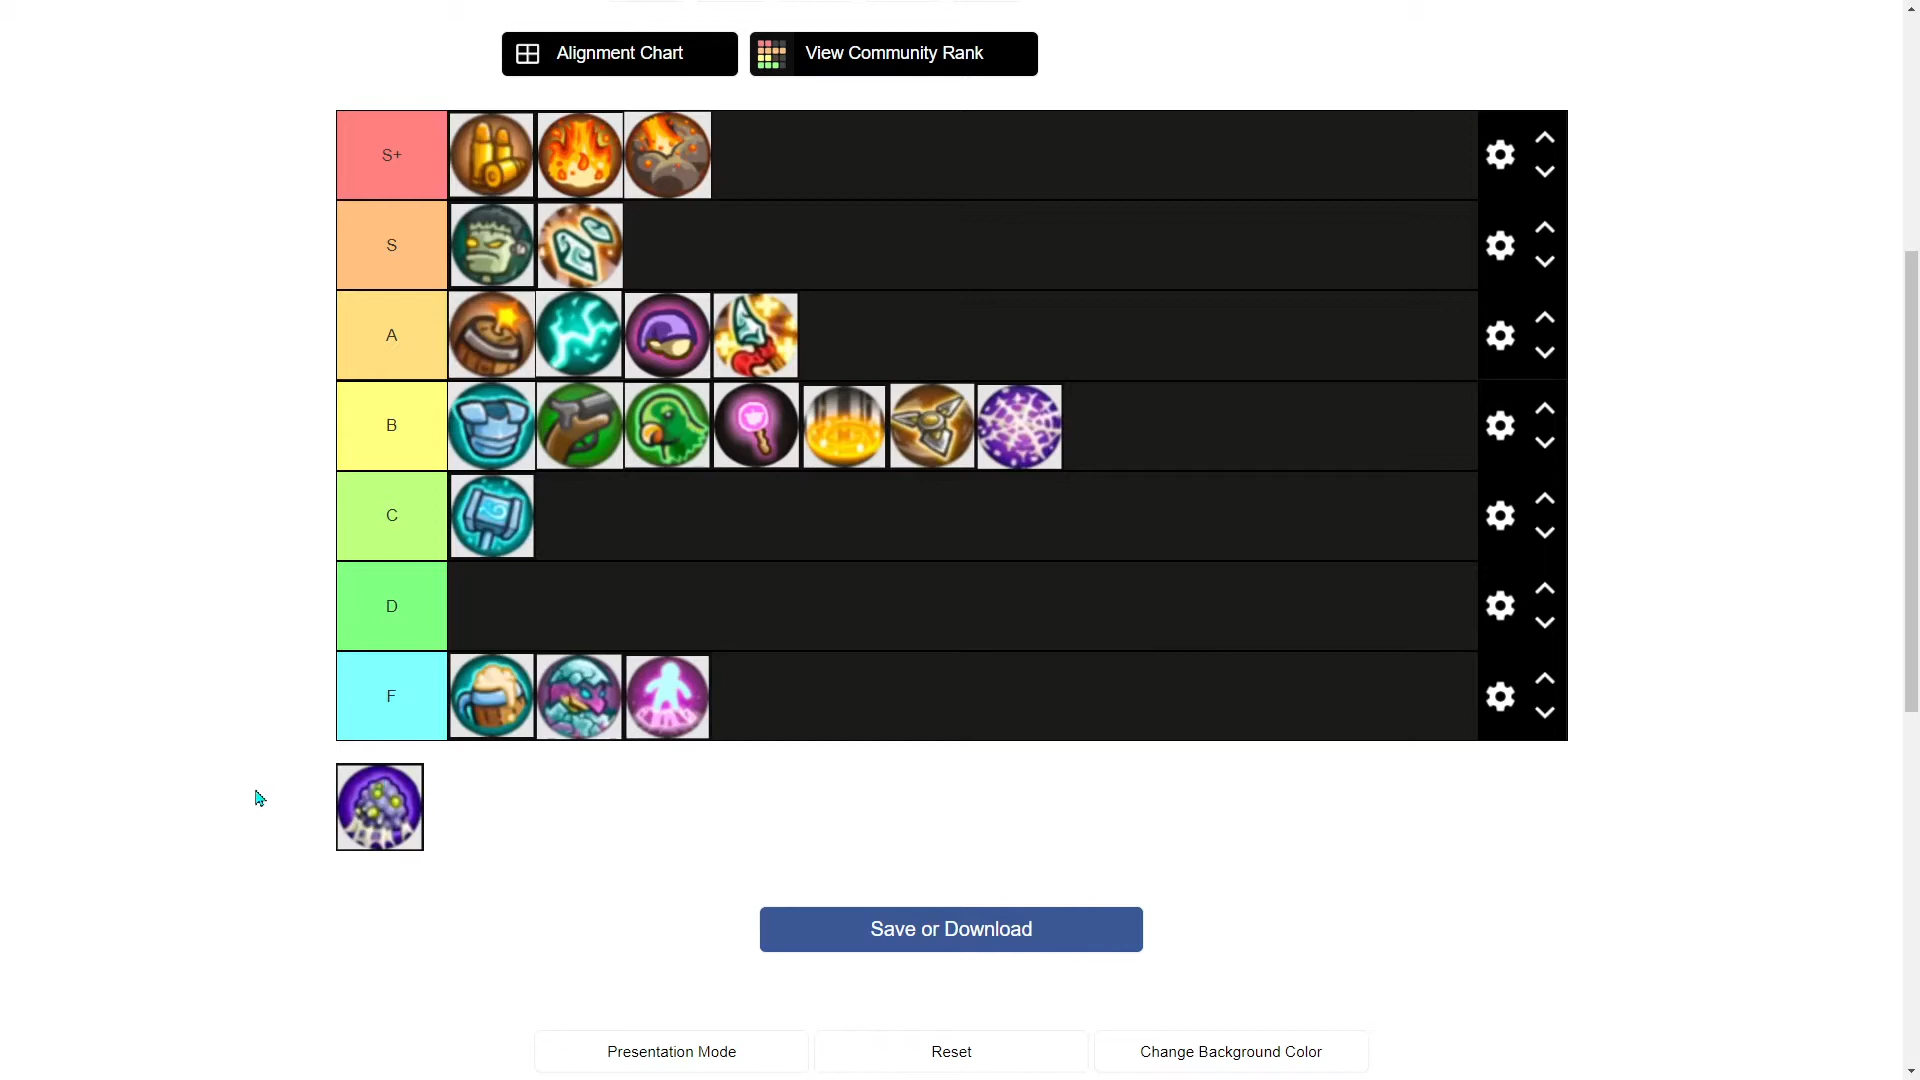 Alignment Chart
View Community Rank
S+
S
A
B
C
D
F
Save or Download
Presentation Mode
Reset
Change Background Color